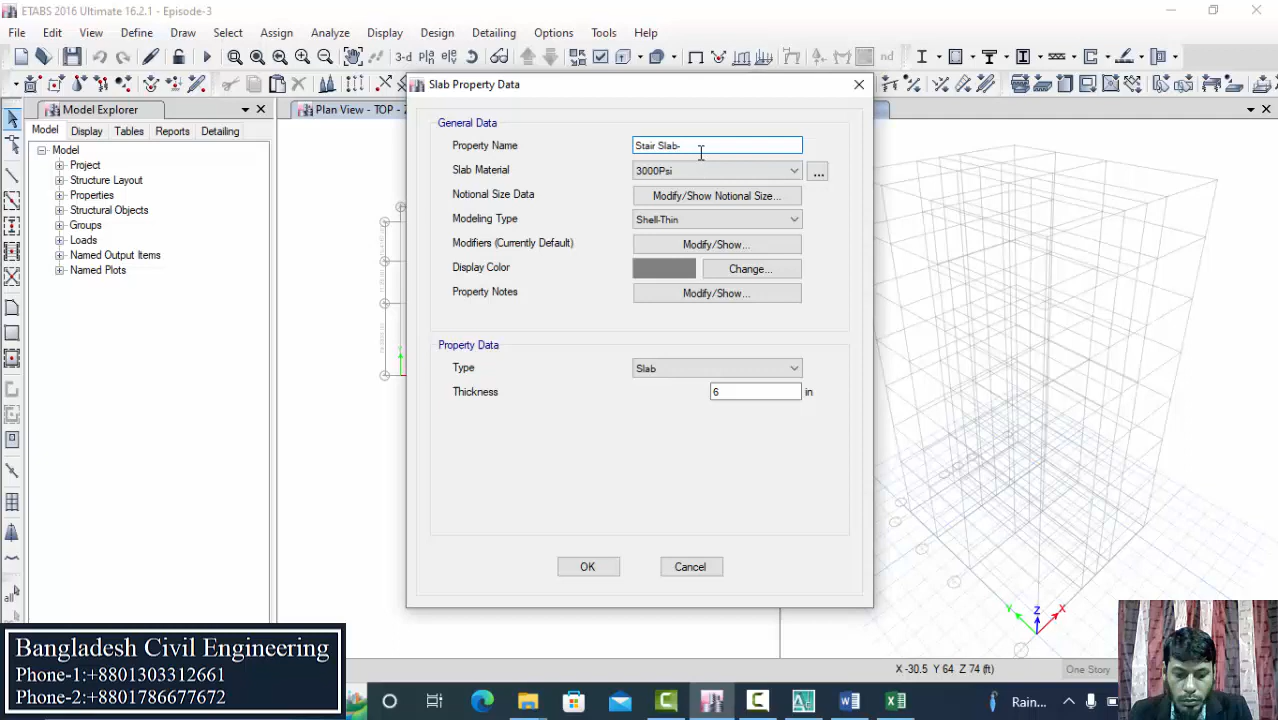 ETABS 2016 Ultimate 16.2.1 - Episode-3
File Edit View Define Draw Select Assign Analyze Display Design Detailing Options Tools Help
3-d
nd
Model Explorer
Plan View - TOP - Z
Model Display Tables Reports Detailing
Model
Project
Structure Layout
Properties
Structural Objects
Groups
Loads
Named Output Items
Named Plots
Slab Property Data
General Data
Property Name Stair Slab-
Slab Material 3000Psi ...
Notional Size Data Modify/Show Notional Size...
Modeling Type Shell-Thin
Modifiers (Currently Default) Modify/Show...
Display Color Change...
Property Notes Modify/Show...
Property Data
Type Slab
Thickness 6 in
OK Cancel
Y Z X
all
X -30.5 Y 64 Z 74 (ft) One Story
Bangladesh Civil Engineering
Phone-1:+8801303312661
Phone-2:+8801786677672
Rain...